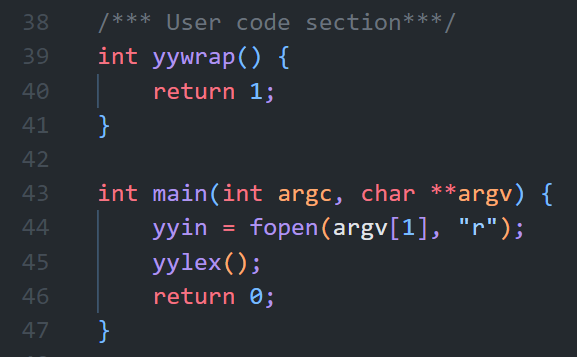 38 /*** User code section***/
39 int yywrap() {
40 return 1;
41 }
42
43 int main(int argc, char **argv) {
44 yyin = fopen(argv[1], "r");
45 yylex();
46 return 0;
47 }